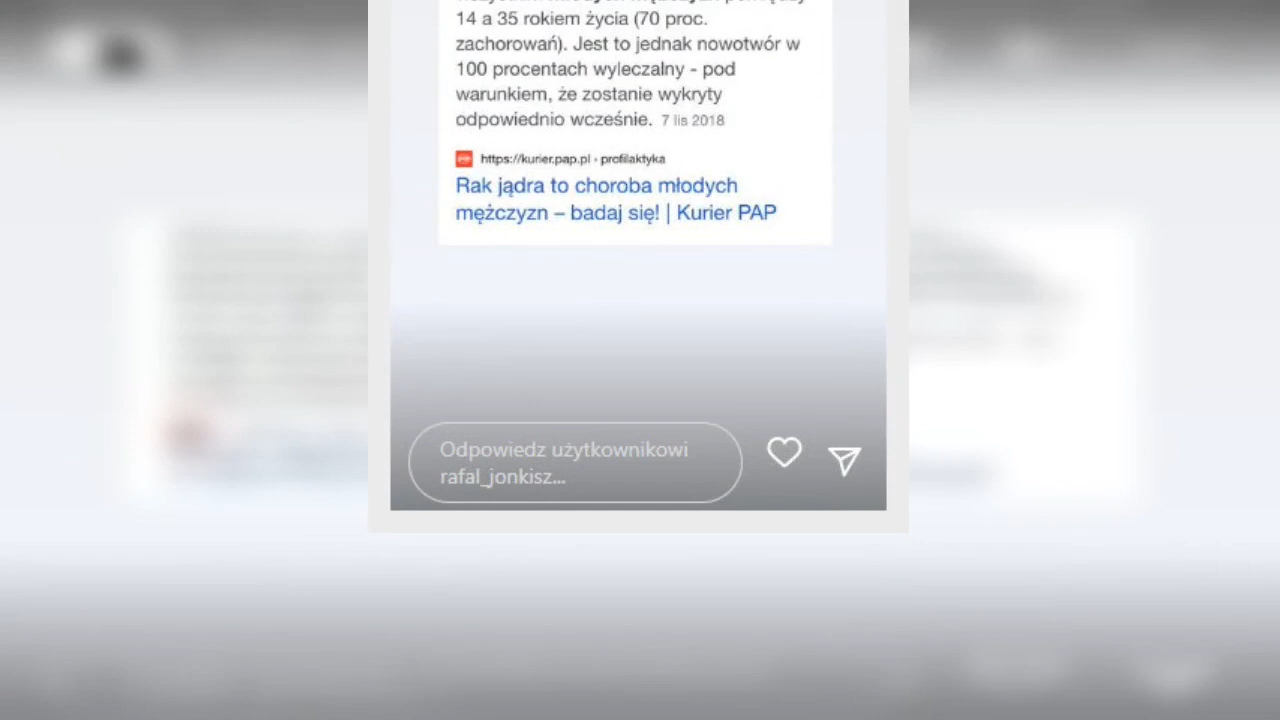 14 a 35 rokiem życia (70 proc.
zachorowań). Jest to jednak nowotwór w
100 procentach wyleczalny - pod
warunkiem, że zostanie wykryty
odpowiednio wcześnie. 7 lis 2018
https://kurier.pap.pl › profilaktyka
Rak jądra to choroba młodych
mężczyzn – badaj się! | Kurier PAP
Odpowiedz użytkownikowi
rafal_jonkisz...